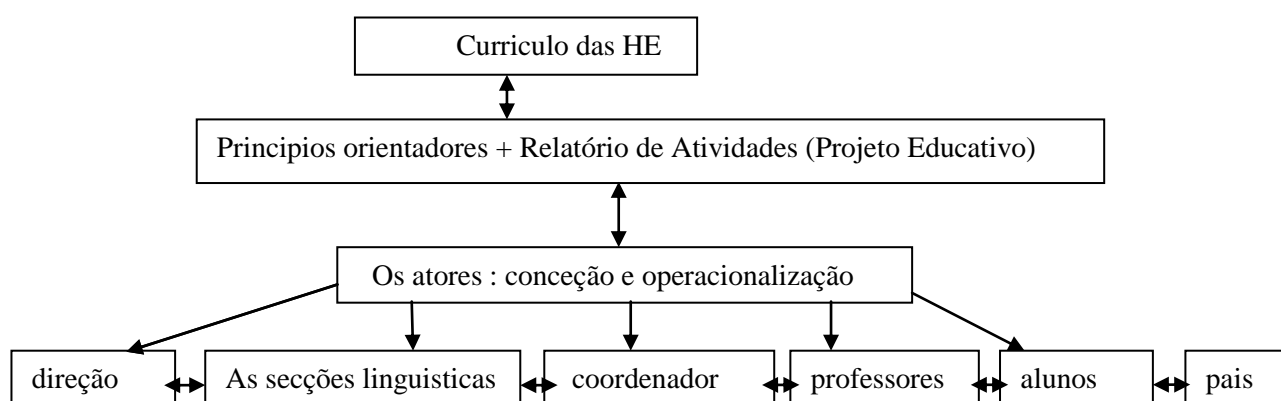 Curriculo das HE
Principios orientadores + Relatório de Atividades (Projeto Educativo)
Os atores : conceção e operacionalização
direção
As secções linguisticas
coordenador
professores
alunos
pais